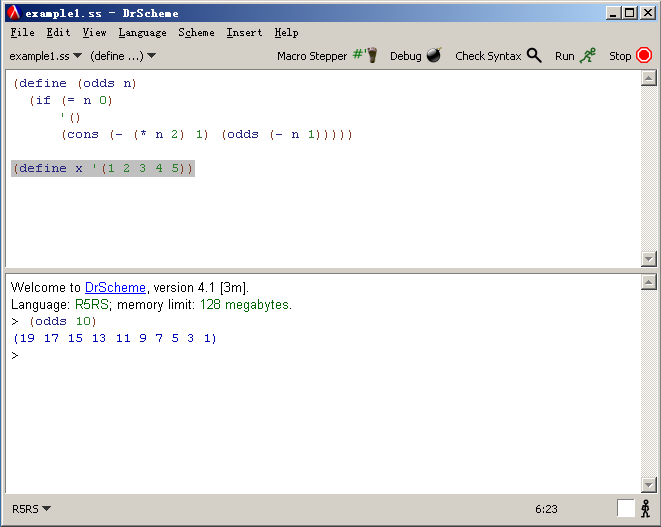 example1.ss - DrScheme
File Edit View Language Scheme Insert Help
example1.ss (define ...) Macro Stepper #' Debug Check Syntax Run Stop
(define (odds n)
(if (= n 0)
'()
(cons (- (* n 2) 1) (odds (- n 1)))))
(define x '(1 2 3 4 5))
Welcome to DrScheme, version 4.1 [3m].
Language: R5RS; memory limit: 128 megabytes.
> (odds 10)
(19 17 15 13 11 9 7 5 3 1)
>
R5RS 6:23